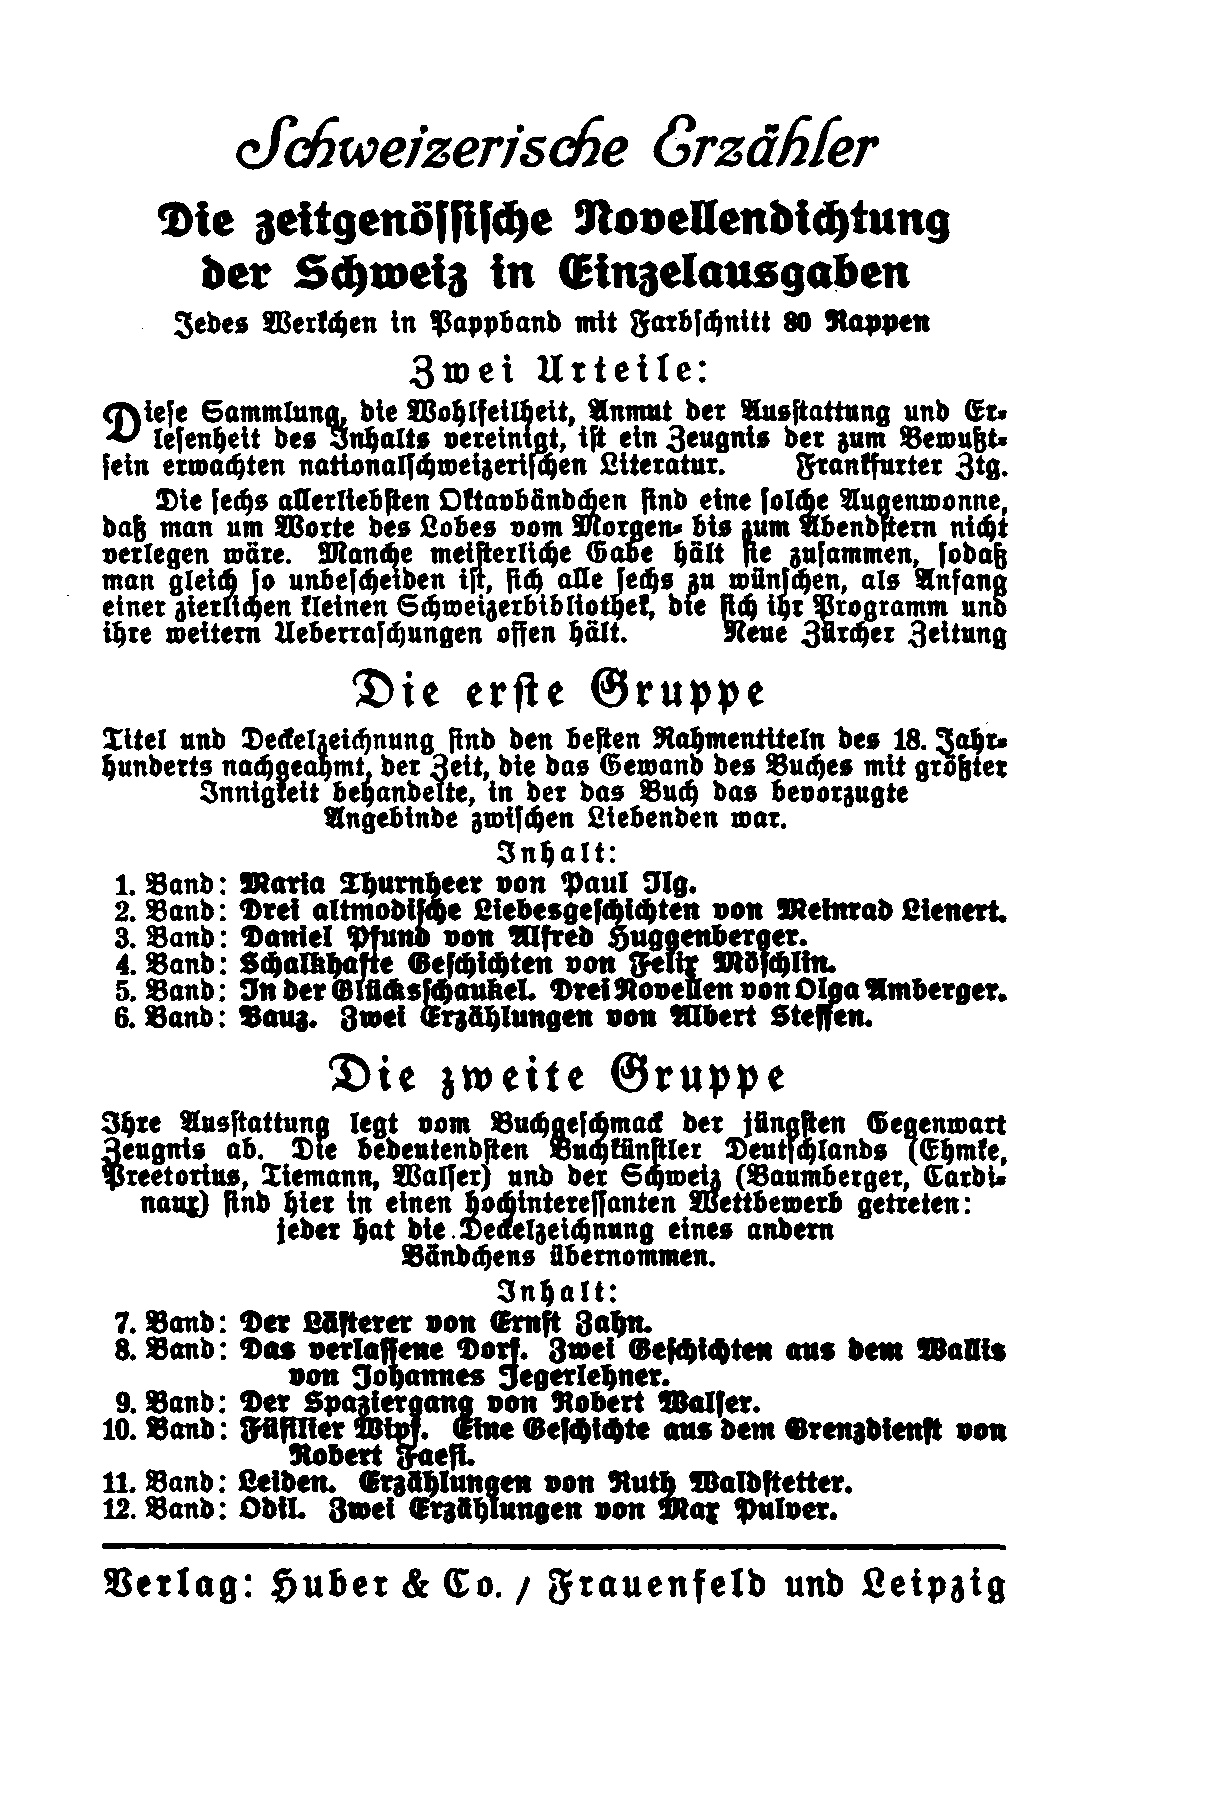 Schweizerische Erzähler
Die zeitgenössische Novellendichtung
der Schweiz in Einzelausgaben
Jedes Werkchen in Pappband mit Farbschnitt 80 Rappen
Zwei Urteile:
Diese Sammlung, die Wohlfeilheit, Anmut der Ausstattung und Er-
lesenheit des Inhalts vereinigt, ist ein Zeugnis der zum Bewußt-
sein erwachten nationalschweizerischen Literatur. Frankfurter Ztg.
Die sechs allerliebsten Oktavbändchen sind eine solche Augenwonne,
daß man um Worte des Lobes vom Morgen- bis zum Abendstern nicht
verlegen wäre. Manche meisterliche Gabe hält sie zusammen, sodaß
man gleich so unbescheiden ist, sich alle sechs zu wünschen, als Anfang
einer zierlichen kleinen Schweizerbibliothek, die sich ihr Programm und
ihre weitern Ueberraschungen offen hält. Neue Zürcher Zeitung
Die erste Gruppe
Titel und Deckelzeichnung sind den besten Rahmentiteln des 18. Jahr-
hunderts nachgeahmt, der Zeit, die das Gewand des Buches mit größter
Innigkeit behandelte, in der das Buch das bevorzugte
Angebinde zwischen Liebenden war.
Inhalt:
1. Band: Maria Thurnheer von Paul Ilg.
2. Band: Drei altmodische Liebesgeschichten von Meinrad Lienert.
3. Band: Daniel Pfund von Alfred Huggenberger.
4. Band: Schalkhafte Geschichten von Felix Möschlin.
5. Band: In der Glücksschaukel. Drei Novellen von Olga Amberger.
6. Band: Bauz. Zwei Erzählungen von Albert Steffen.
Die zweite Gruppe
Ihre Ausstattung legt vom Buchgeschmack der jüngsten Gegenwart
Zeugnis ab. Die bedeutendsten Buchkünstler Deutschlands (Ehmke,
Preetorius, Tiemann, Walser) und der Schweiz (Baumberger, Cardi-
naux) sind hier in einen hochinteressanten Wettbewerb getreten:
jeder hat die Deckelzeichnung eines andern
Bändchens übernommen.
Inhalt:
7. Band: Der Lästerer von Ernst Zahn.
8. Band: Das verlassene Dorf. Zwei Geschichten aus dem Wallis
von Johannes Jegerlehner.
9. Band: Der Spaziergang von Robert Walser.
10. Band: Füsilier Wipf. Eine Geschichte aus dem Grenzdienst von
Robert Faesi.
11. Band: Leiden. Erzählungen von Ruth Waldstetter.
12. Band: Odil. Zwei Erzählungen von Max Pulver.
Verlag: Huber & Co. / Frauenfeld und Leipzig